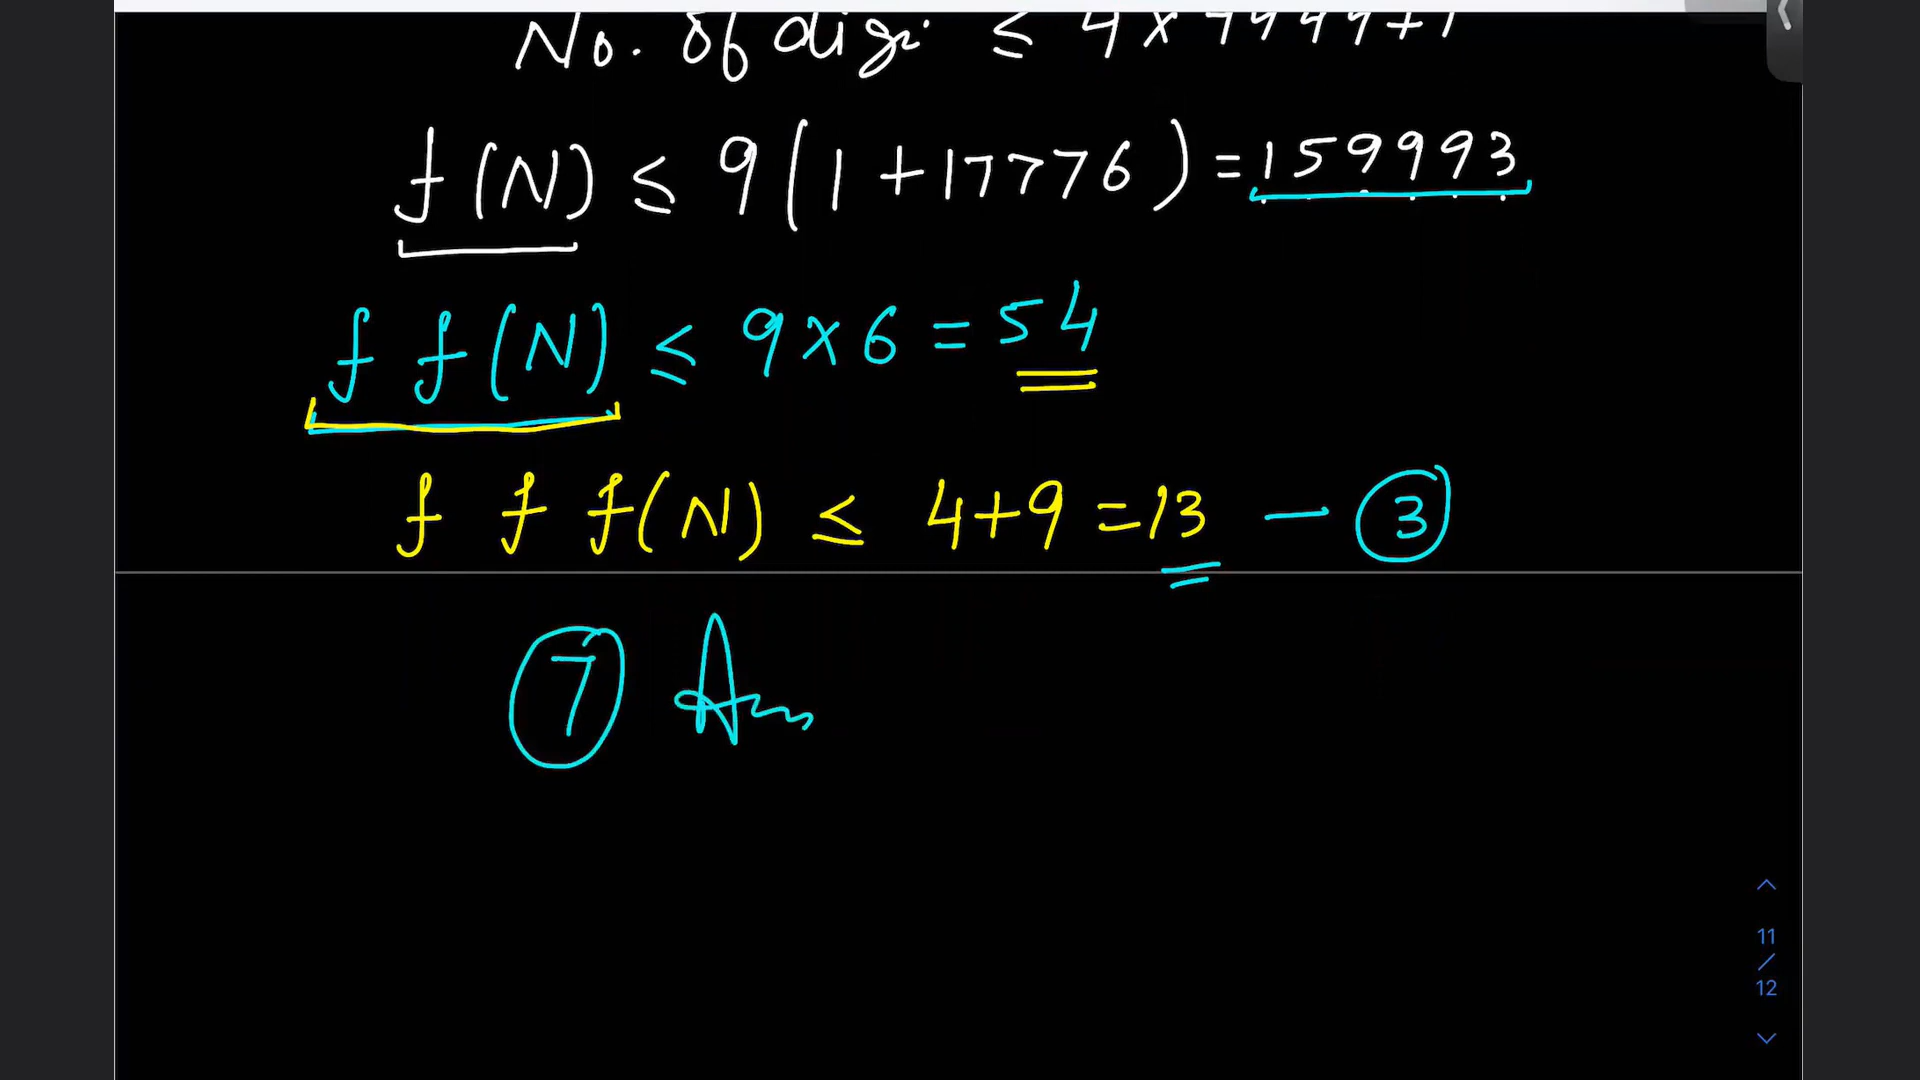 No. of digi ≤ 4 × 4444 + 1
f(N) ≤ 9(1 + 17776) = 159993
f f(N) ≤ 9 × 6 = 54
f f f(N) ≤ 4 + 9 = 13 — 3
7 Ans
11
/
12